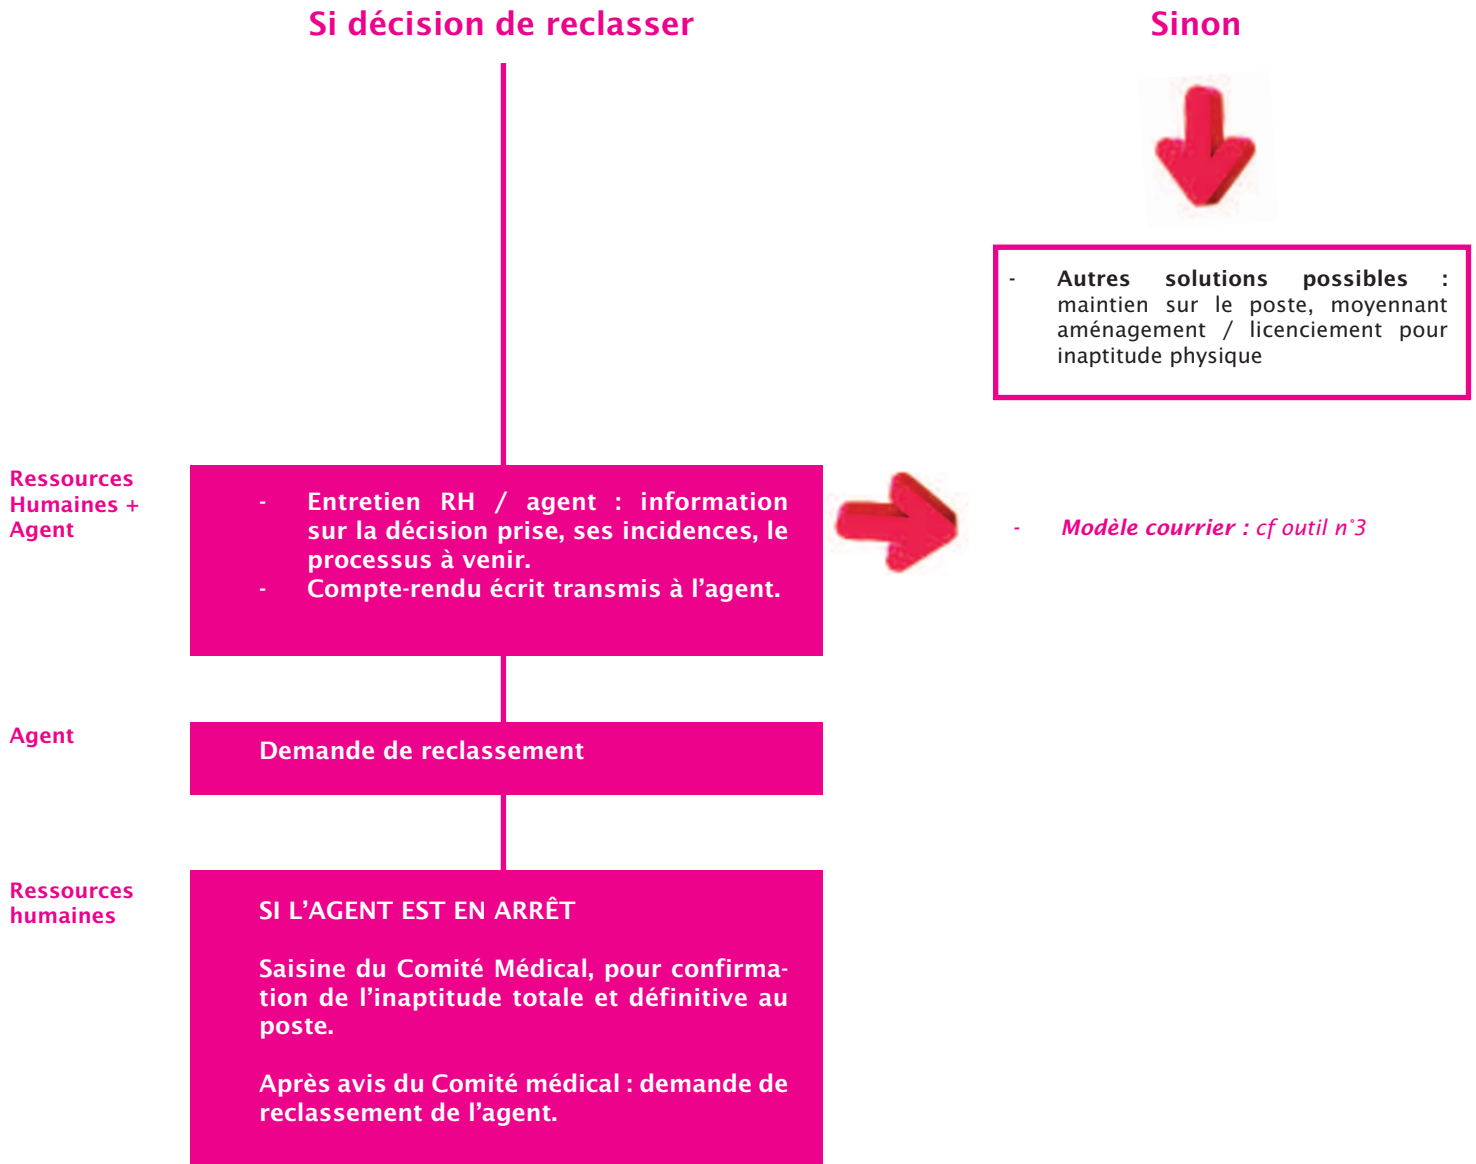 Si décision de reclasser
Sinon
- Autres solutions possibles :
maintien sur le poste, moyennant
aménagement / licenciement pour
inaptitude physique
Ressources
Humaines +
Agent
- Entretien RH / agent : information
sur la décision prise, ses incidences, le
processus à venir.
- Compte-rendu écrit transmis à l’agent.
- Modèle courrier : cf outil n°3
Agent
Demande de reclassement
Ressources
humaines
SI L’AGENT EST EN ARRÊT
Saisine du Comité Médical, pour confirma-
tion de l’inaptitude totale et définitive au
poste.
Après avis du Comité médical : demande de
reclassement de l’agent.